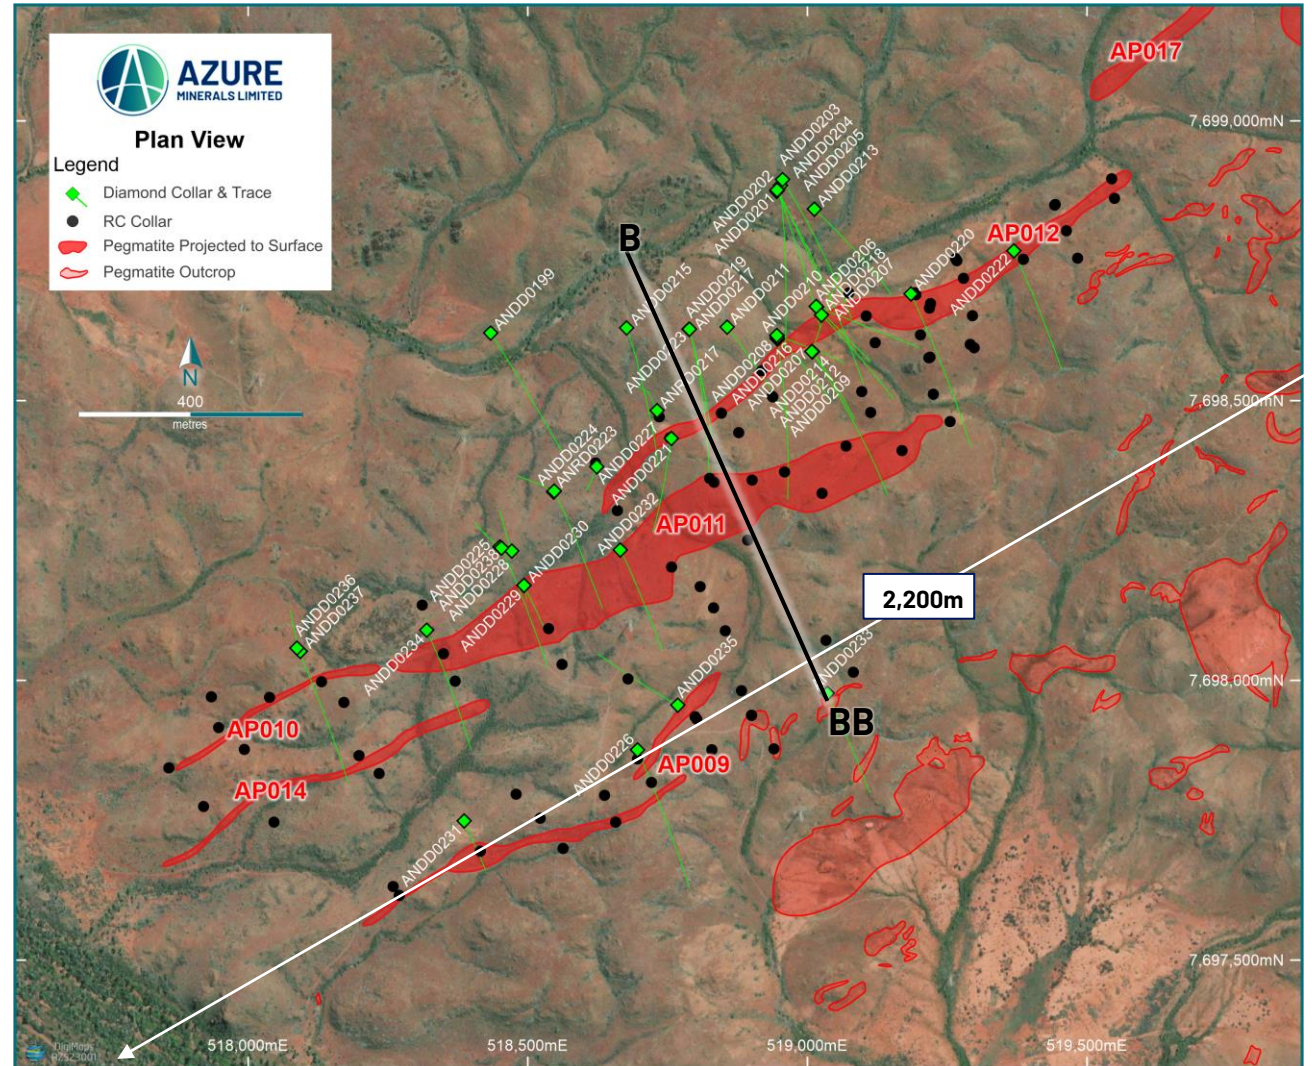 AZURE
MINERALS LIMITED
Plan View
Legend
Diamond Collar & Trace
RC Collar
Pegmatite Projected to Surface
Pegmatite Outcrop
N
400
metres
AP017
7,699,000mN
ANDD0203
ANDD0204
ANDD0205
ANDD0213
ANDD0202
ANDD0201
AP012
B
ANDD0199
ANDD0215
ANDD0219
ANDD0217
ANDD0211
ANDD0210
ANDD0206
ANDD0218
ANDD0207
ANDD0220
ANDD0222
ANDD0223
ANRD0217
ANDD0208
ANDD0216
ANDD0207
ANDD0214
ANDD0212
ANDD0209
7,698,500mN
ANDD0224
ANRD0223
ANDD0227
ANDD0221
ANDD0232
AP011
ANDD0230
ANDD0225
ANDD0238
ANDD0228
ANDD0229
2,200m
ANDD0236
ANDD0237
ANDD0234
ANDD0235
ANDD0233
7,698,000mN
BB
AP010
AP014
ANDD0226
AP009
ANDD0231
7,697,500mN
518,000mE
518,500mE
519,000mE
519,500mE
DigiMaps